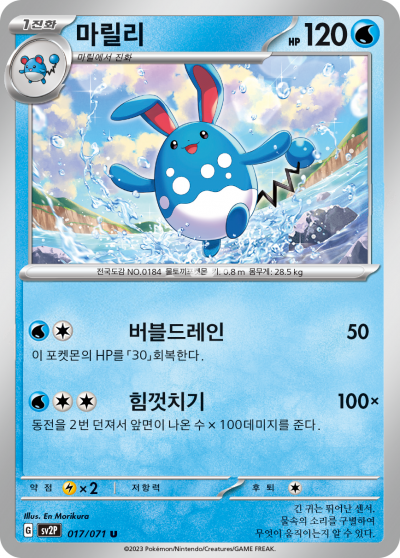 1진화
마릴리
HP 120
마릴에서 진화
전국도감 NO.0184 물토끼포켓몬 키: 0.8 m 몸무게: 28.5 kg
버블드레인 50
이 포켓몬의 HP를 「30」 회복한다.
힘껏치기 100×
동전을 2번 던져서 앞면이 나온 수 × 100데미지를 준다.
약점 ×2 저항력 후퇴
Illus. En Morikura
G SV2P 017/071 U
긴 귀는 뛰어난 센서.
물속의 소리를 구별하여
무엇이 움직이는지 알 수 있다.
©2023 Pokémon/Nintendo/Creatures/GAME FREAK.